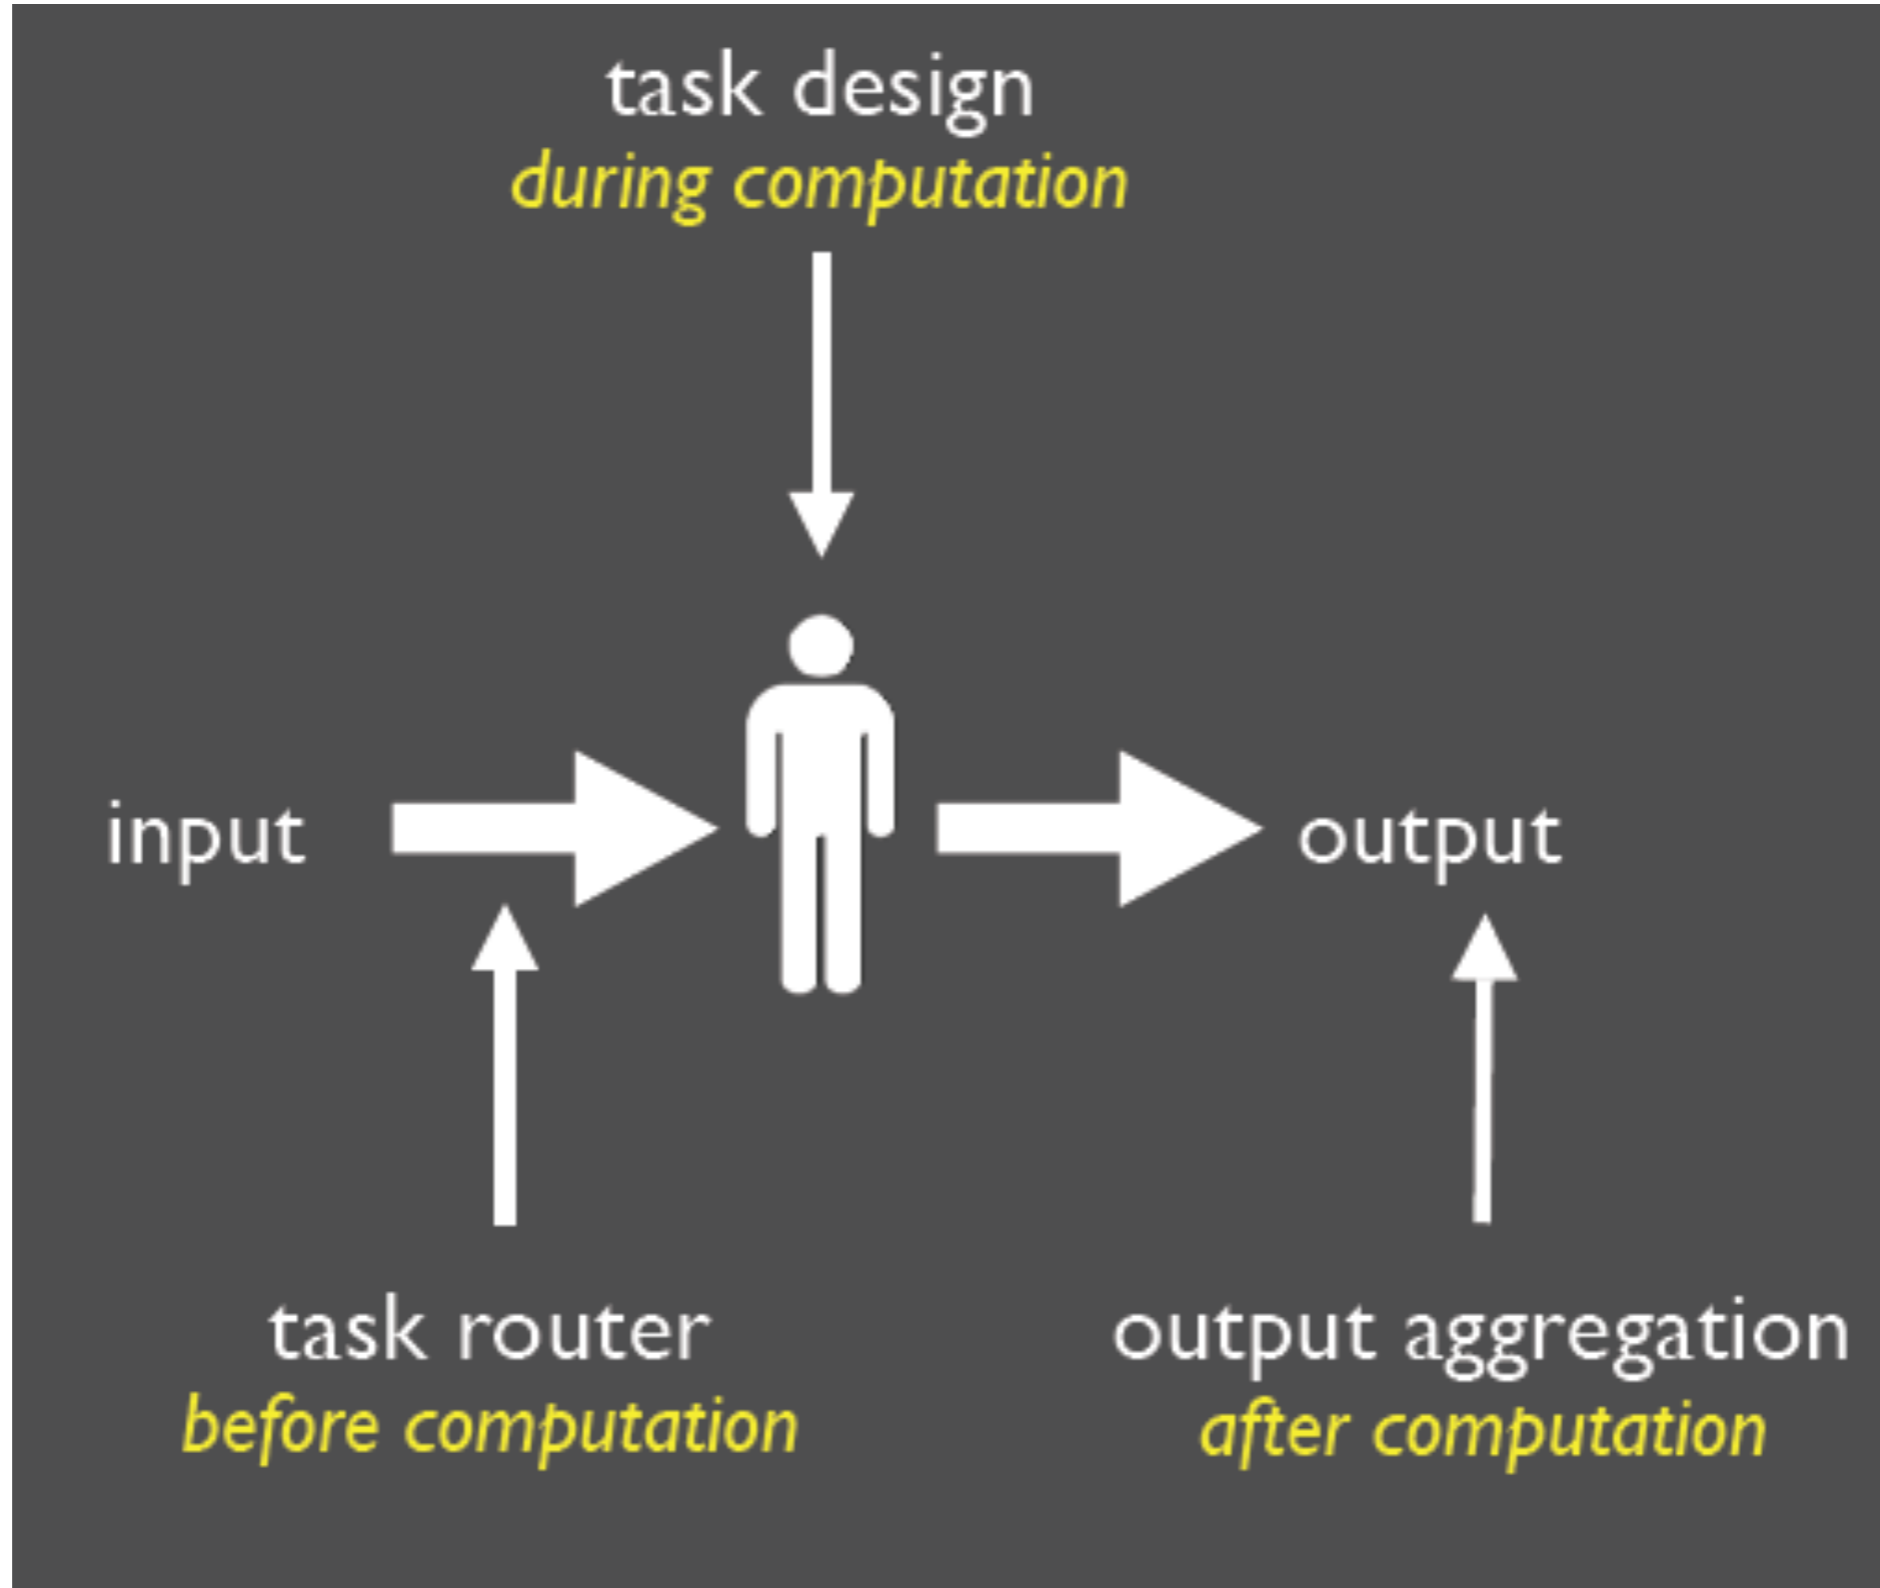 task design
during computation
input
output
task router
before computation
output aggregation
after computation